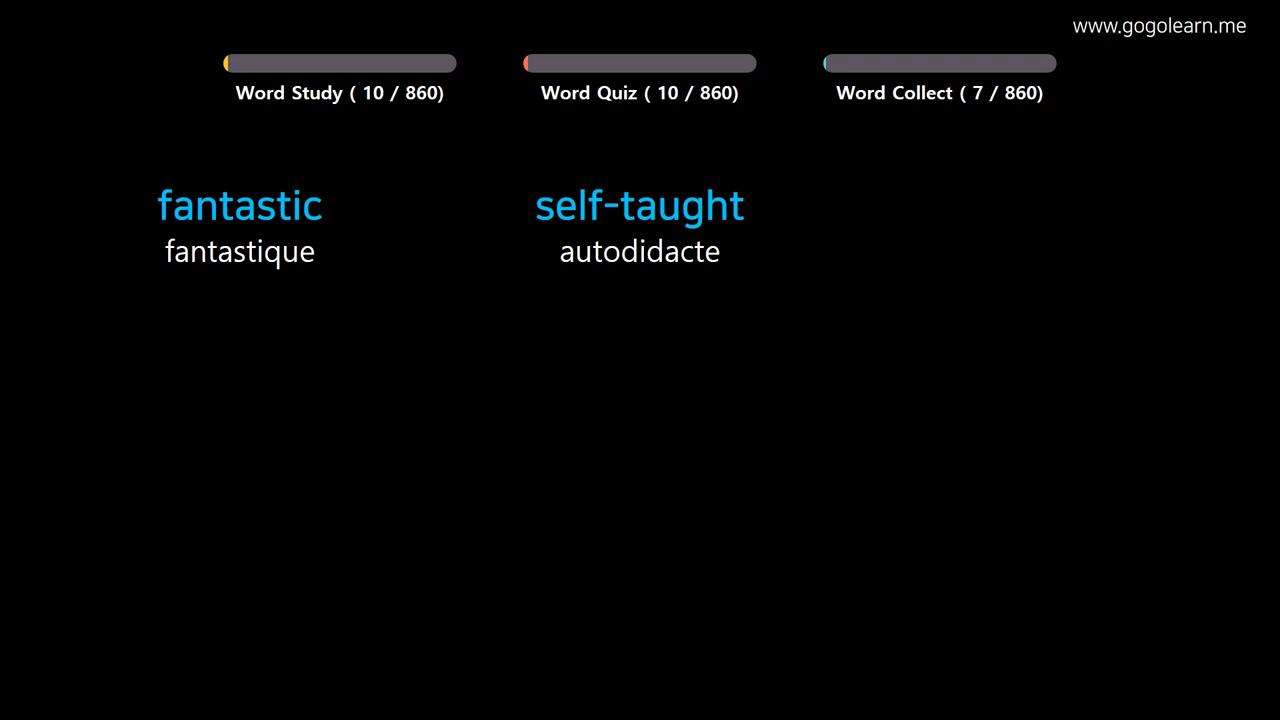 www.gogolearn.me
Word Study ( 10 / 860)
Word Quiz ( 10 / 860)
Word Collect ( 7 / 860)
fantastic
fantastique
self-taught
autodidacte